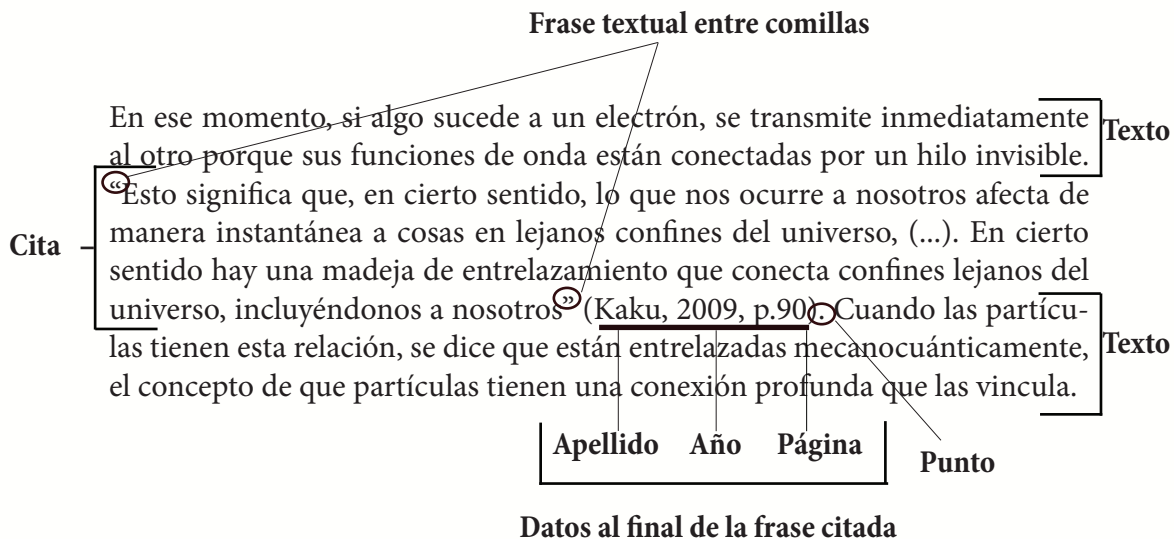 Frase textual entre comillas
En ese momento, si algo sucede a un electrón, se transmite inmediatamente
al otro porque sus funciones de onda están conectadas por un hilo invisible.
Texto
“Esto significa que, en cierto sentido, lo que nos ocurre a nosotros afecta de
manera instantánea a cosas en lejanos confines del universo, (...). En cierto
Cita
sentido hay una madeja de entrelazamiento que conecta confines lejanos del
universo, incluyéndonos a nosotros” (Kaku, 2009, p.90). Cuando las partícu-
las tienen esta relación, se dice que están entrelazadas mecanocuánticamente,
Texto
el concepto de que partículas tienen una conexión profunda que las vincula.
Apellido Año Página
Punto
Datos al final de la frase citada